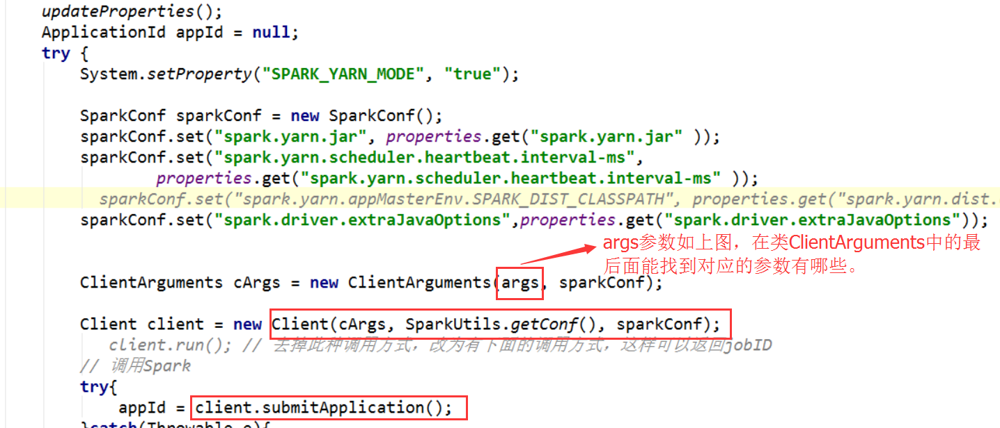 updateProperties();
ApplicationId appId = null;
try {
System.setProperty("SPARK_YARN_MODE", "true");
SparkConf sparkConf = new SparkConf();
sparkConf.set("spark.yarn.jar", properties.get("spark.yarn.jar" ));
sparkConf.set("spark.yarn.scheduler.heartbeat.interval-ms",
properties.get("spark.yarn.scheduler.heartbeat.interval-ms" ));
sparkConf.set("spark.yarn.appMasterEnv.SPARK_DIST_CLASSPATH", properties.get("spark.yarn.dist.
sparkConf.set("spark.driver.extraJavaOptions",properties.get("spark.driver.extraJavaOptions"));
args参数如上图，在类ClientArguments中的最
后面能找到对应的参数有哪些。
ClientArguments cArgs = new ClientArguments(args, sparkConf);
Client client = new Client(cArgs, SparkUtils.getConf(), sparkConf);
client.run(); // 去掉此种调用方式，改为有下面的调用方式，这样可以返回jobID
// 调用Spark
try{
appId = client.submitApplication();
}catch(Throwable e){